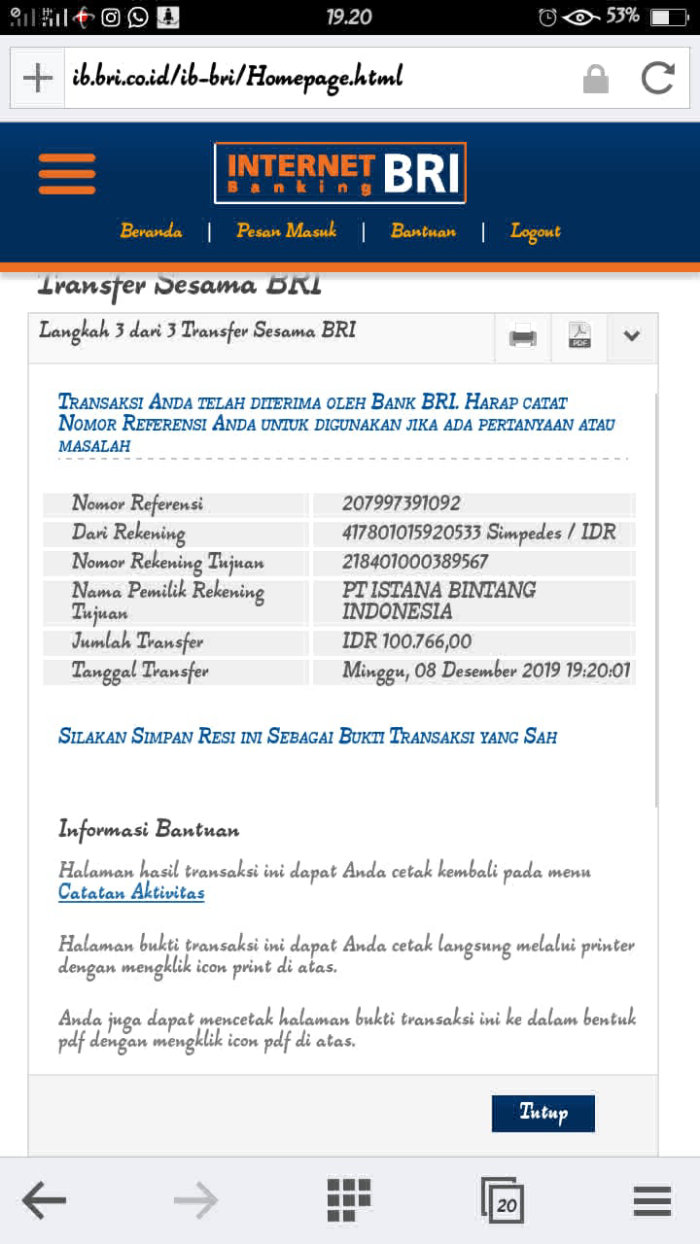 19.20
53%
ib.bri.co.id/ib-bri/Homepage.html
INTERNET
Banking
BRI
Beranda | Pesan Masuk | Bantuan | Logout
Transfer Sesama BRI
Langkah 3 dari 3 Transfer Sesama BRI
PDF
TRANSAKSI ANDA TELAH DITERIMA OLEH BANK BRI. HARAP CATAT
NOMOR REFERENSI ANDA UNTUK DIGUNAKAN JIKA ADA PERTANYAAN ATAU
MASALAH
Nomor Referensi 207997391092
Dari Rekening 417801015920533 Simpedes / IDR
Nomor Rekening Tujuan 218401000389567
Nama Pemilik Rekening
Tujuan
PT ISTANA BINTANG
INDONESIA
Jumlah Transfer IDR 100.766,00
Tanggal Transfer Minggu, 08 Desember 2019 19:20:01
SILAKAN SIMPAN RESI INI SEBAGAI BUKTI TRANSAKSI YANG SAH
Informasi Bantuan
Halaman hasil transaksi ini dapat Anda cetak kembali pada menu
Catatan Aktivitas
Halaman bukti transaksi ini dapat Anda cetak langsung melalui printer
dengan mengklik icon print di atas.
Anda juga dapat mencetak halaman bukti transaksi ini ke dalam bentuk
pdf dengan mengklik icon pdf di atas.
Tutup
20